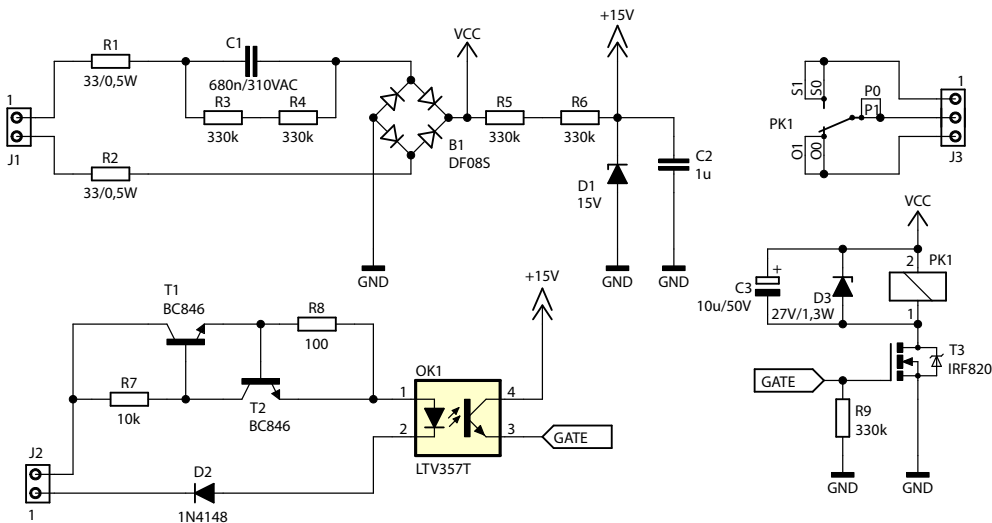 R1
33/0,5W
C1
680n/310VAC
R3
330k
R4
330k
1
J1
R2
33/0,5W
B1
DF08S
VCC
R5
330k
R6
330k
+15V
D1
15V
C2
1u
GND
GND
GND
S1
S0
P0
P1
PK1
O1
O0
1
J3
VCC
2
PK1
1
+
C3
10u/50V
D3
27V/1,3W
T3
IRF820
GATE
R9
330k
GND
GND
T1
BC846
R8
100
R7
10k
T2
BC846
OK1
1
2
4
3
LTV357T
+15V
GATE
J2
1
D2
1N4148